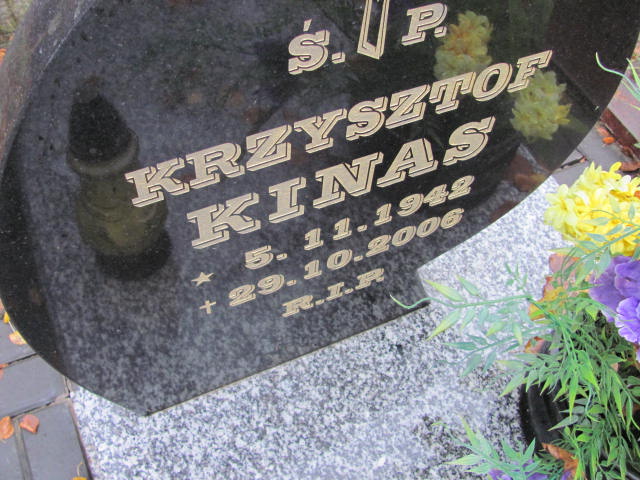 Ś. P.
KRZYSZTOF
KINAS
★ 5. 11. 1942
+ 29.10.2006
R.I.P